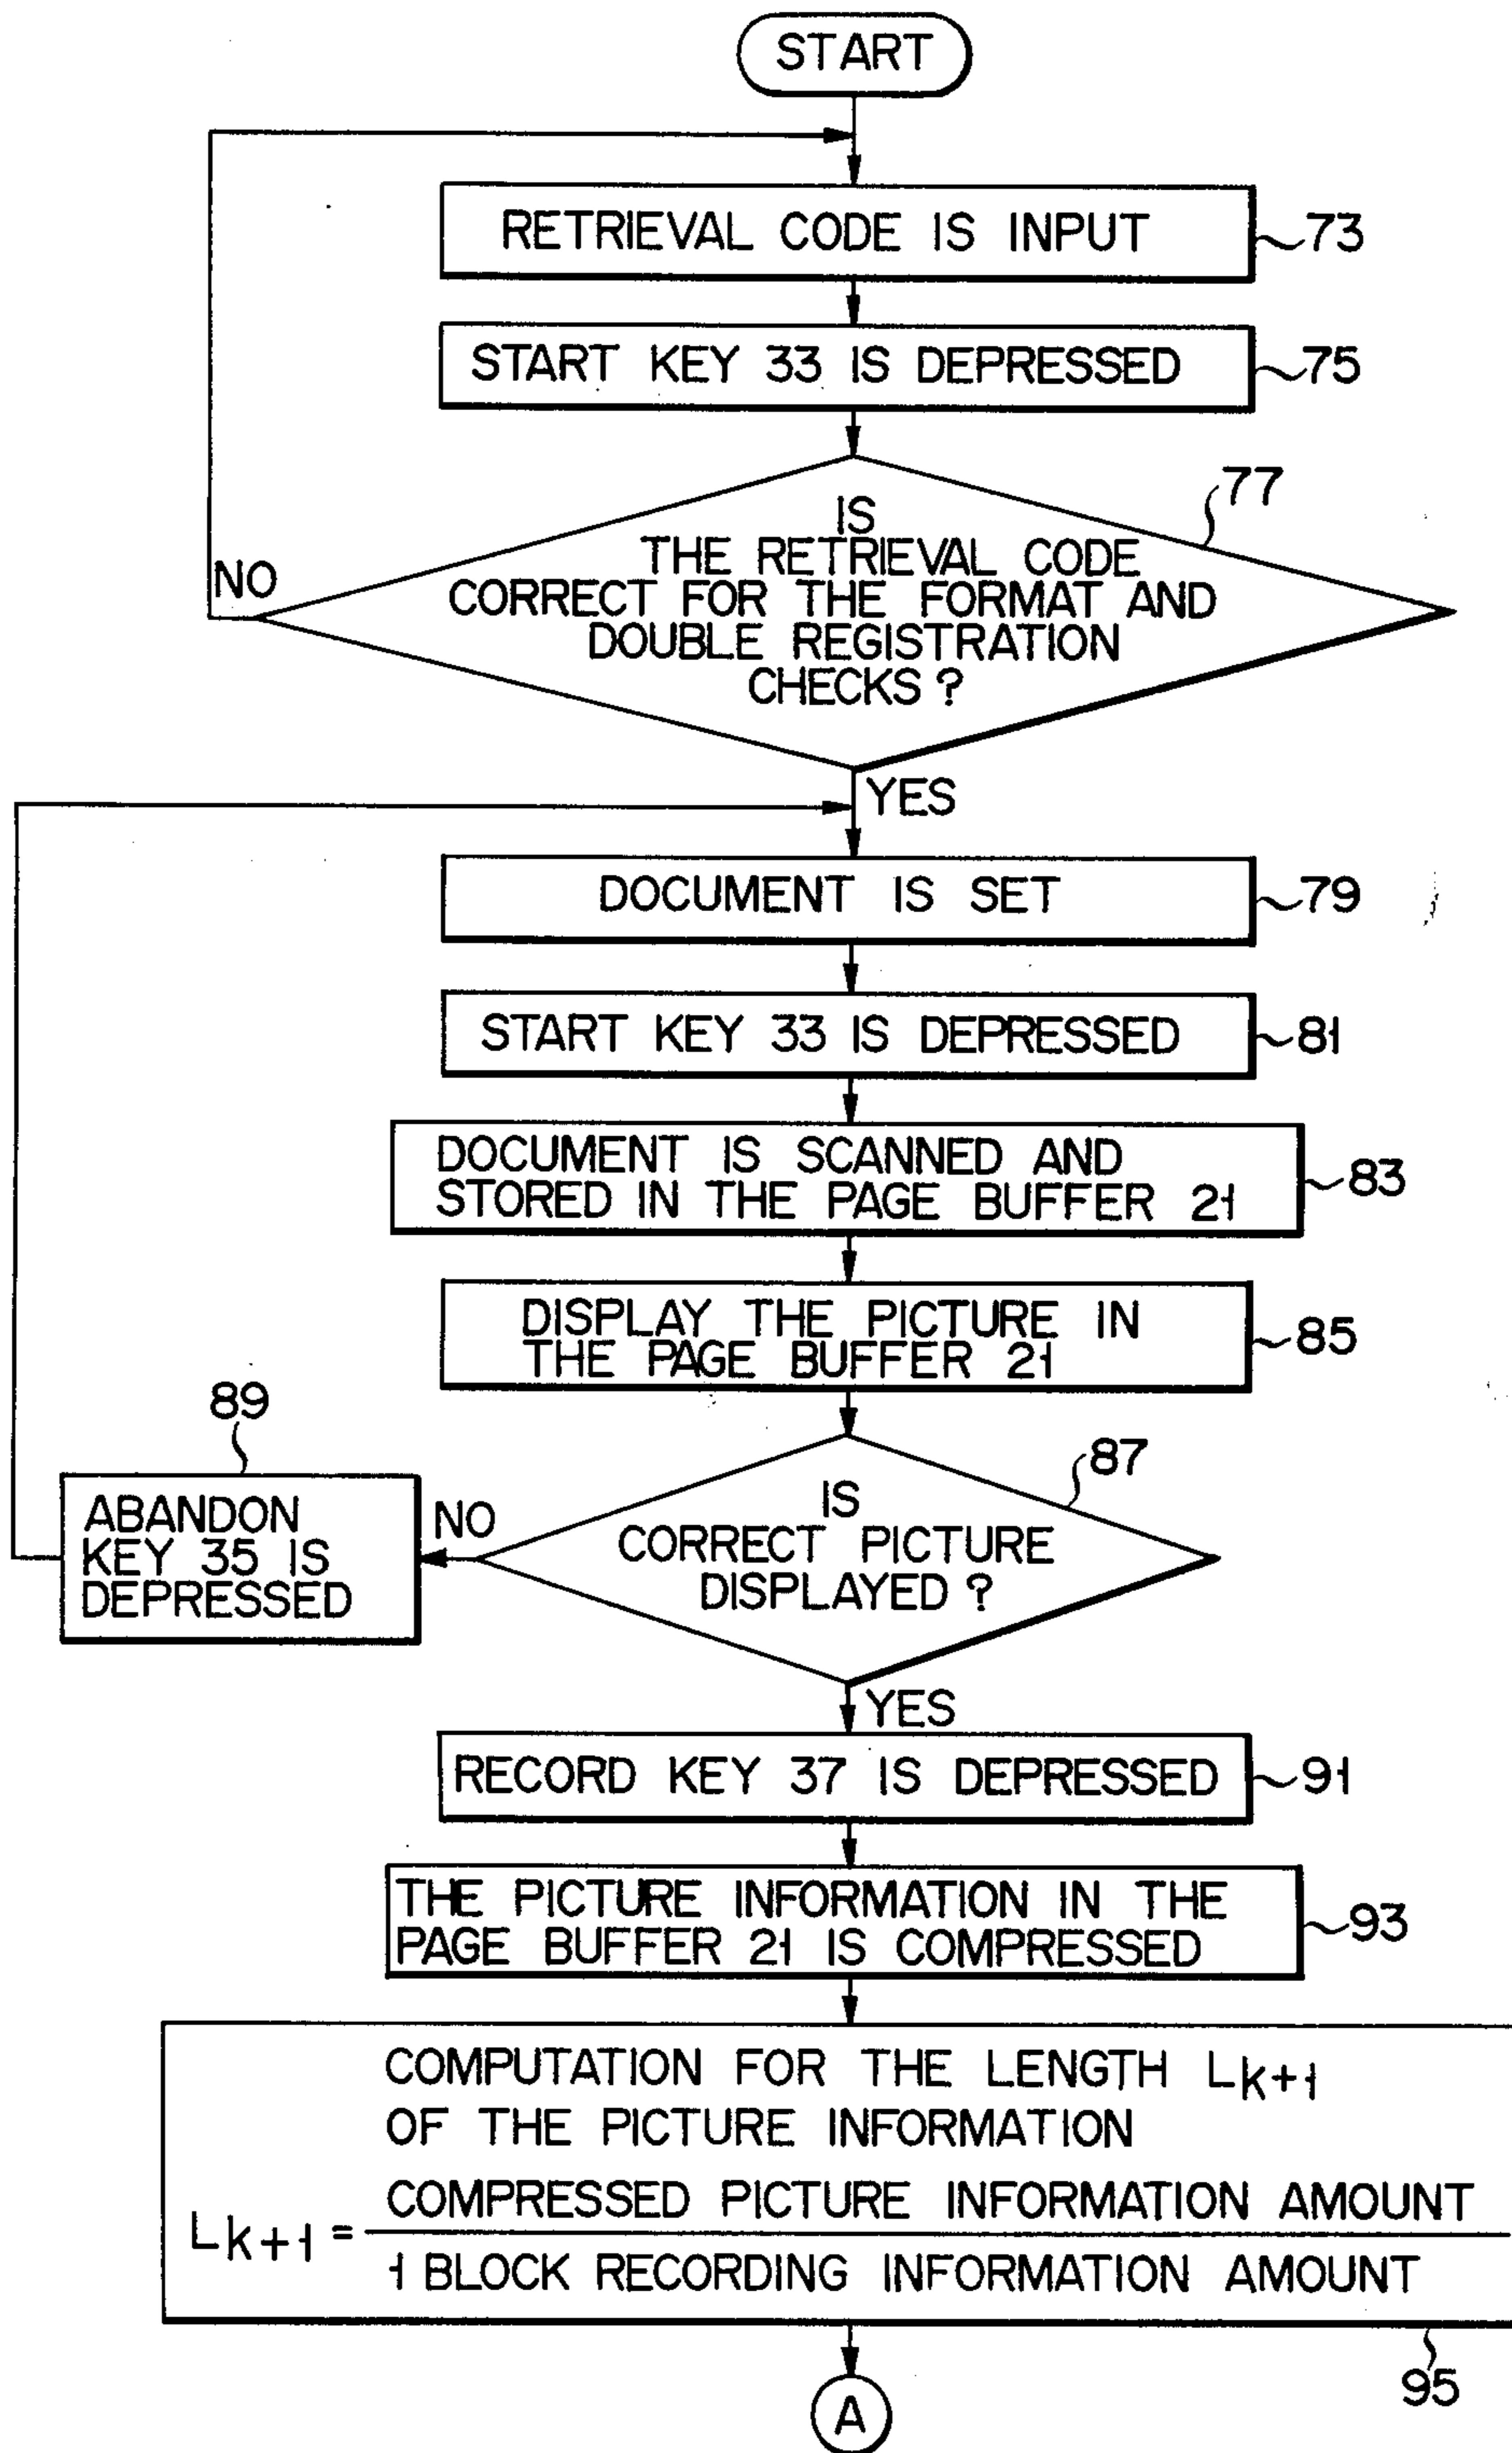 START
RETRIEVAL CODE IS INPUT
73
START KEY 33 IS DEPRESSED
75
77
IS
THE RETRIEVAL CODE
CORRECT FOR THE FORMAT AND
DOUBLE REGISTRATION
CHECKS ?
NO
YES
DOCUMENT IS SET
79
START KEY 33 IS DEPRESSED
81
DOCUMENT IS SCANNED AND
STORED IN THE PAGE BUFFER 21
83
DISPLAY THE PICTURE IN
THE PAGE BUFFER 21
85
87
IS
CORRECT PICTURE
DISPLAYED ?
NO
89
ABANDON
KEY 35 IS
DEPRESSED
YES
RECORD KEY 37 IS DEPRESSED
91
THE PICTURE INFORMATION IN THE
PAGE BUFFER 21 IS COMPRESSED
93
COMPUTATION FOR THE LENGTH Lk+1
OF THE PICTURE INFORMATION
COMPRESSED PICTURE INFORMATION AMOUNT
Lk+1 =
1 BLOCK RECORDING INFORMATION AMOUNT
95
A